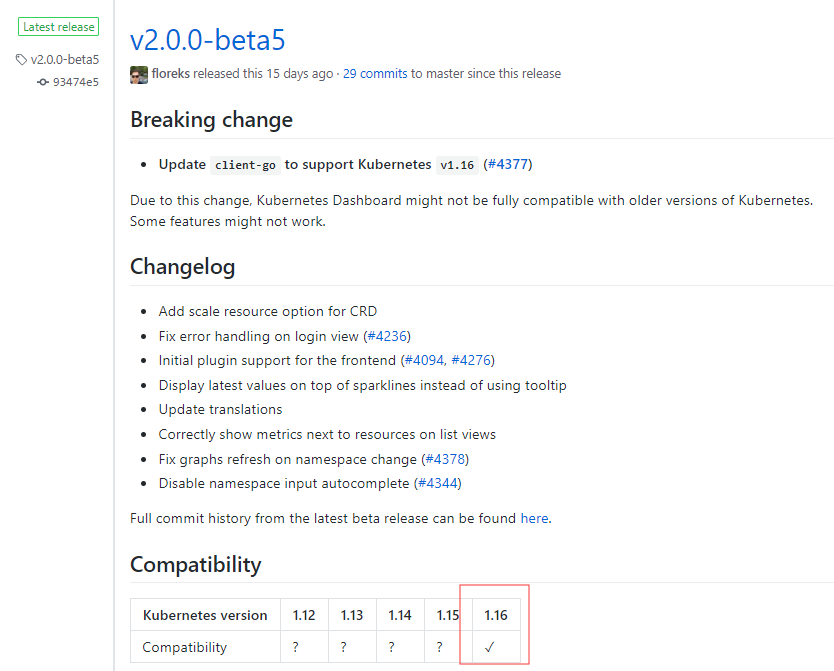 Latest release
v2.0.0-beta5
93474e5
v2.0.0-beta5
floreks released this 15 days ago · 29 commits to master since this release
Breaking change
• Update client-go to support Kubernetes v1.16 (#4377)
Due to this change, Kubernetes Dashboard might not be fully compatible with older versions of Kubernetes.
Some features might not work.
Changelog
• Add scale resource option for CRD
• Fix error handling on login view (#4236)
• Initial plugin support for the frontend (#4094, #4276)
• Display latest values on top of sparklines instead of using tooltip
• Update translations
• Correctly show metrics next to resources on list views
• Fix graphs refresh on namespace change (#4378)
• Disable namespace input autocomplete (#4344)
Full commit history from the latest beta release can be found here.
Compatibility
Kubernetes version 1.12 1.13 1.14 1.15 1.16
Compatibility ? ? ? ? ✓